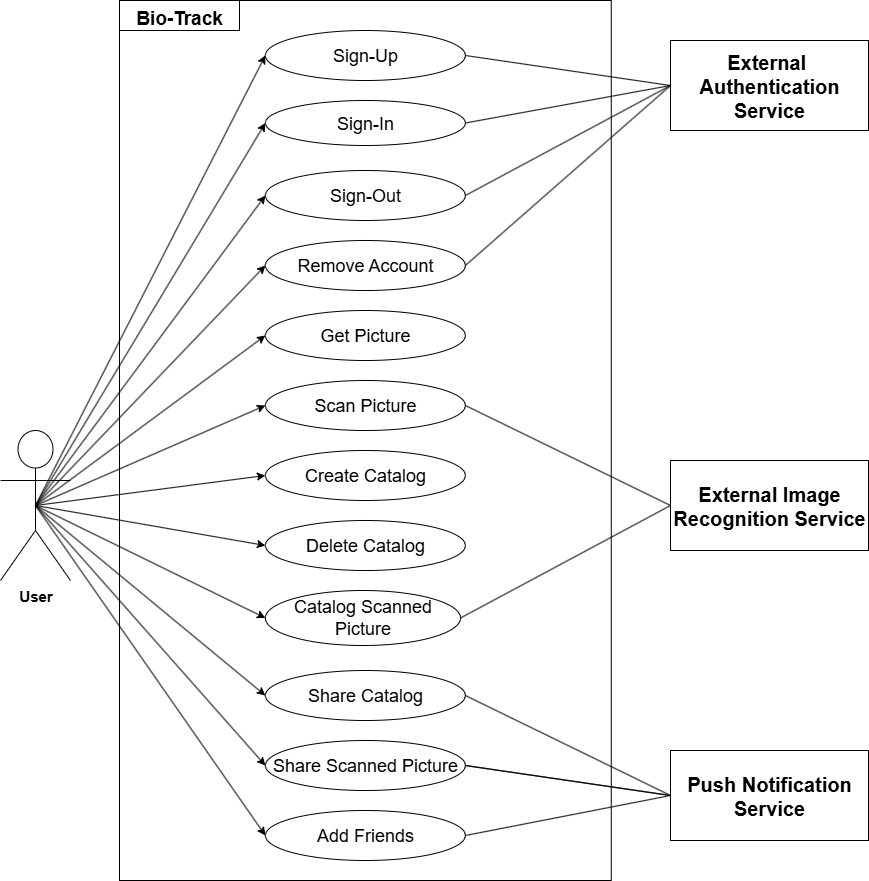 Bio-Track
Sign-Up
External
Authentication
Service
Sign-In
Sign-Out
Remove Account
Get Picture
Scan Picture
Create Catalog
External Image
Recognition Service
Delete Catalog
User
Catalog Scanned
Picture
Share Catalog
Share Scanned Picture
Push Notification
Service
Add Friends